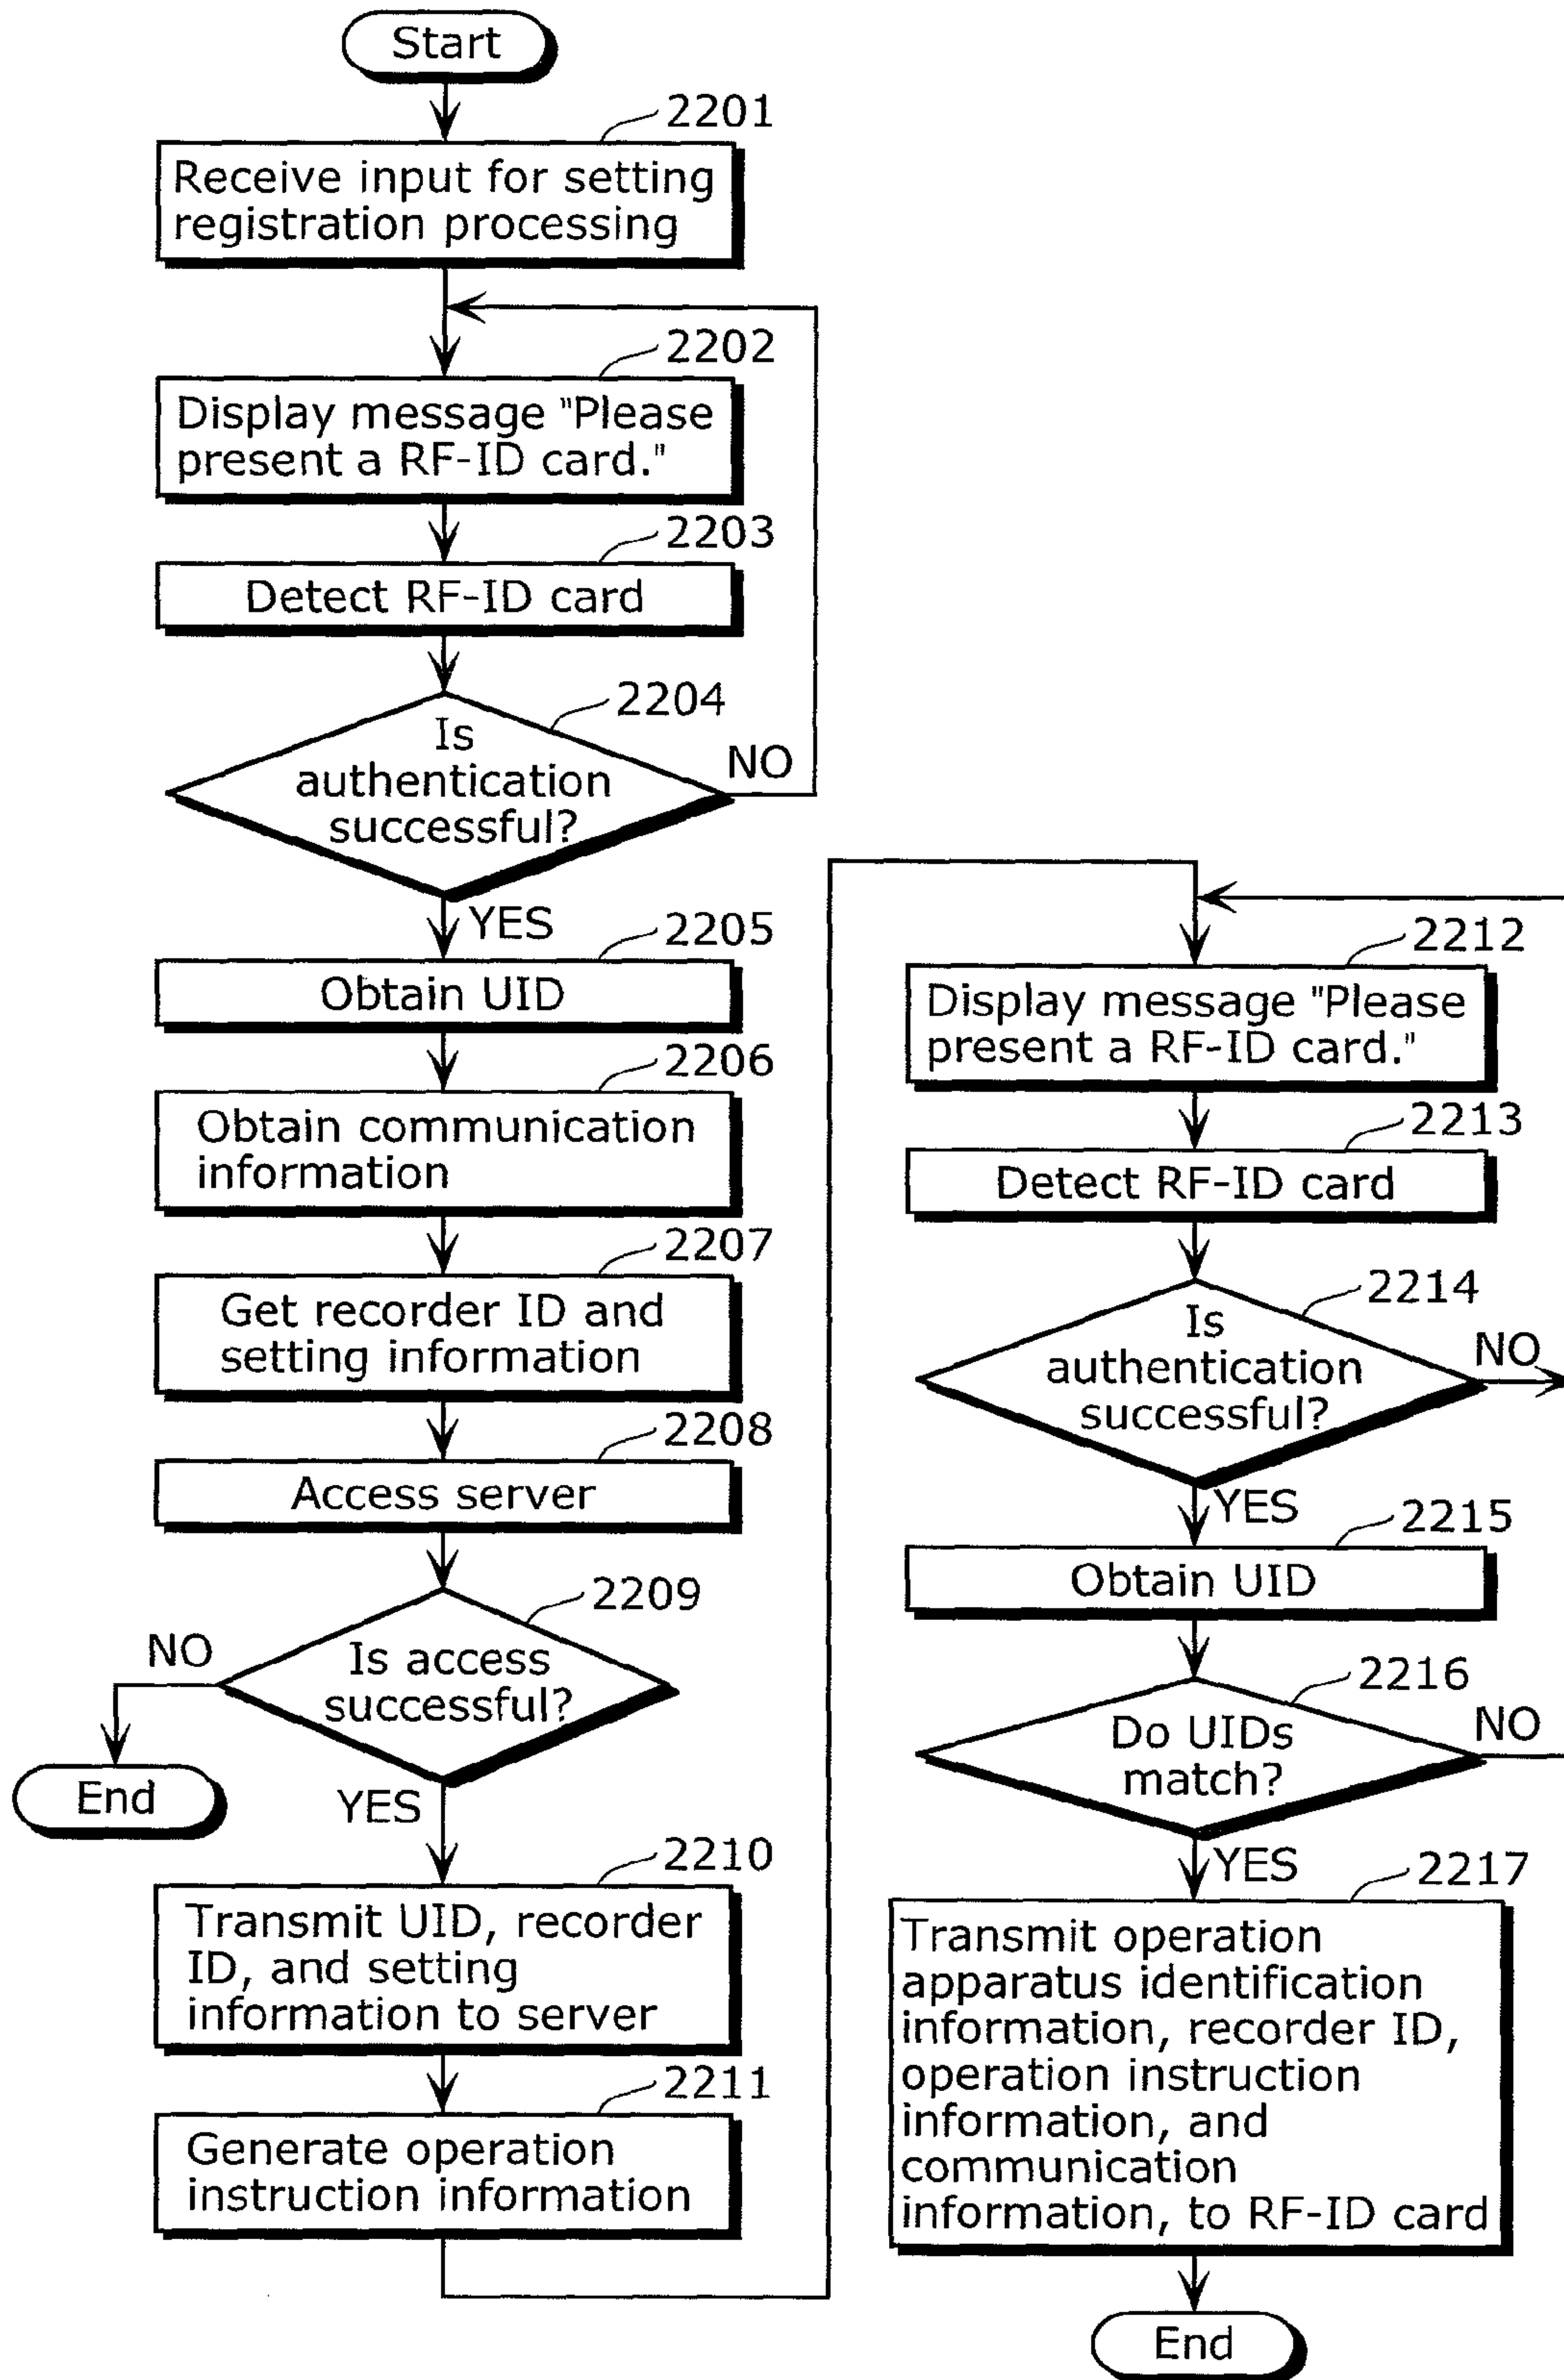 Start
2201
Receive input for setting
registration processing
2202
Display message "Please
present a RF-ID card."
2203
Detect RF-ID card
2204
Is
authentication
successful?
NO
YES
2205
Obtain UID
2206
Obtain communication
information
2207
Get recorder ID and
setting information
2208
Access server
2209
Is access
successful?
NO
End
YES
2210
Transmit UID, recorder
ID, and setting
information to server
2211
Generate operation
instruction information
2212
Display message "Please
present a RF-ID card."
2213
Detect RF-ID card
2214
Is
authentication
successful?
NO
YES
2215
Obtain UID
2216
Do UIDs
match?
NO
YES
2217
Transmit operation
apparatus identification
information, recorder ID,
operation instruction
information, and
communication
information, to RF-ID card
End